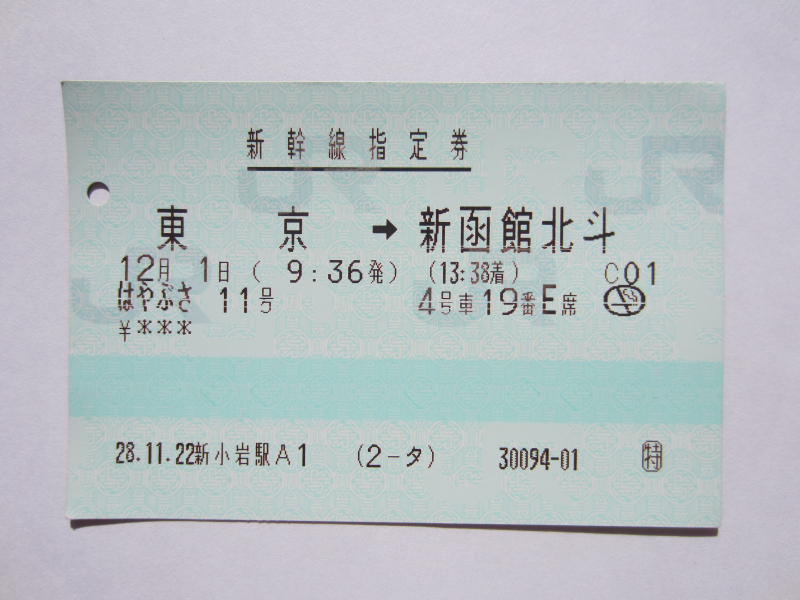 新幹線指定券
東京 → 新函館北斗
12月 1日 ( 9:36発) (13:38着) C01
はやぶさ 11号 4号車19番E席
¥***
28.11.22新小岩駅A1 (2-タ) 30094-01 特